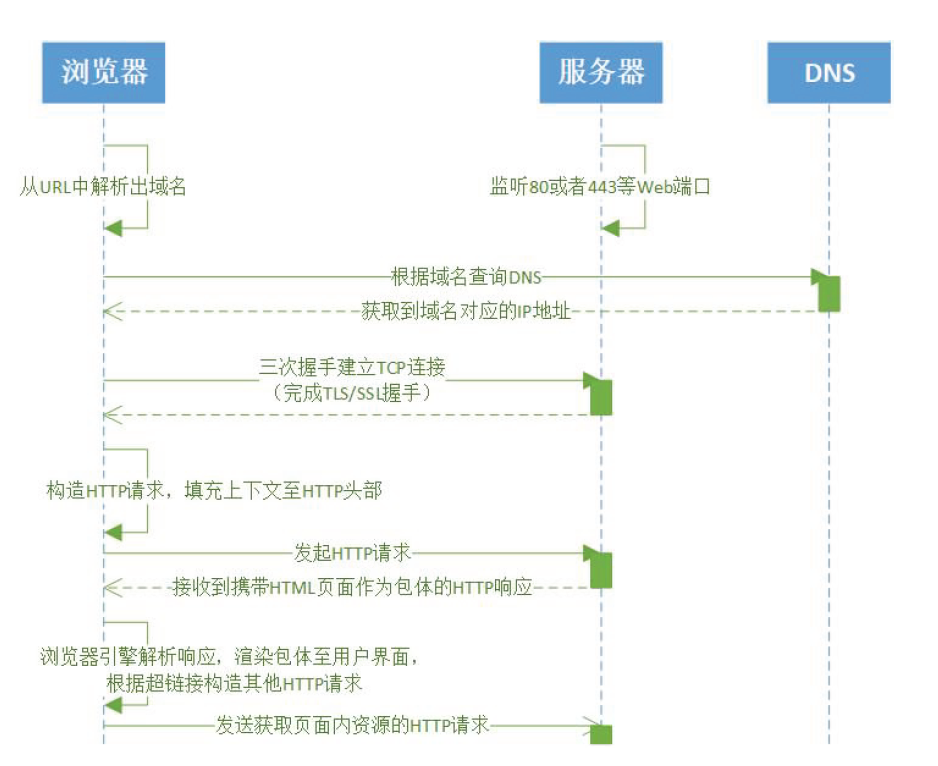 浏览器
服务器
DNS
从URL中解析出域名
监听80或者443等Web端口
根据域名查询DNS
获取到域名对应的IP地址
三次握手建立TCP连接
（完成TLS/SSL握手）
构造HTTP请求，填充上下文至HTTP头部
发起HTTP请求
接收到携带HTML页面作为包体的HTTP响应
浏览器引擎解析响应，渲染包体至用户界面，
根据超链接构造其他HTTP请求
发送获取页面内资源的HTTP请求